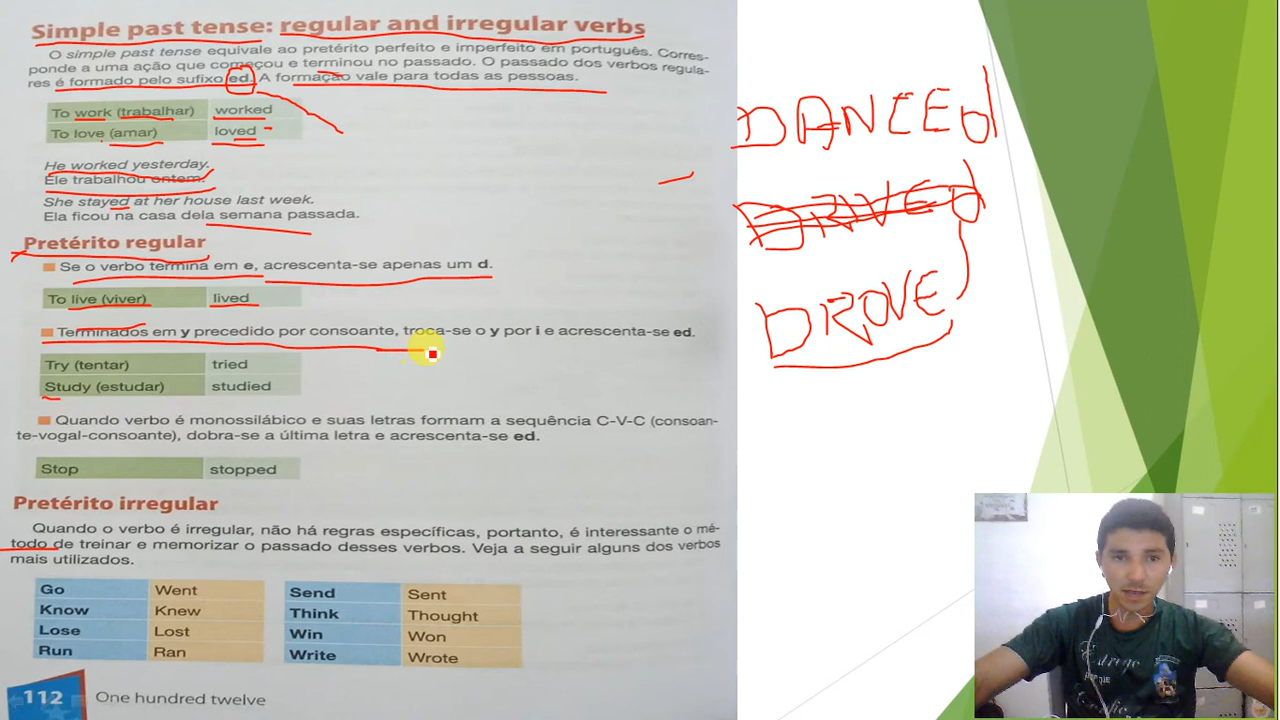 Simple past tense: regular and irregular verbs
O simple past tense equivale ao pretérito perfeito e imperfeito em português. Corres-
ponde a uma ação que começou e terminou no passado. O passado dos verbos regula-
res é formado pelo sufixo ed. A formação vale para todas as pessoas.
To work (trabalhar) worked
To love (amar) loved
He worked yesterday.
Ele trabalhou ontem.
She stayed at her house last week.
Ela ficou na casa dela semana passada.
Pretérito regular
Se o verbo termina em e, acrescenta-se apenas um d.
To live (viver) lived
Terminados em y precedido por consoante, troca-se o y por i e acrescenta-se ed.
Try (tentar) tried
Study (estudar) studied
Quando verbo é monossilábico e suas letras formam a sequência C-V-C (consoan-
te-vogal-consoante), dobra-se a última letra e acrescenta-se ed.
Stop stopped
Pretérito irregular
Quando o verbo é irregular, não há regras específicas, portanto, é interessante o mé-
todo de treinar e memorizar o passado desses verbos. Veja a seguir alguns dos verbos
mais utilizados.
Go Went Send Sent
Know Knew Think Thought
Lose Lost Win Won
Run Ran Write Wrote
112 One hundred twelve
DANCEd
DRIVEd
DROVE